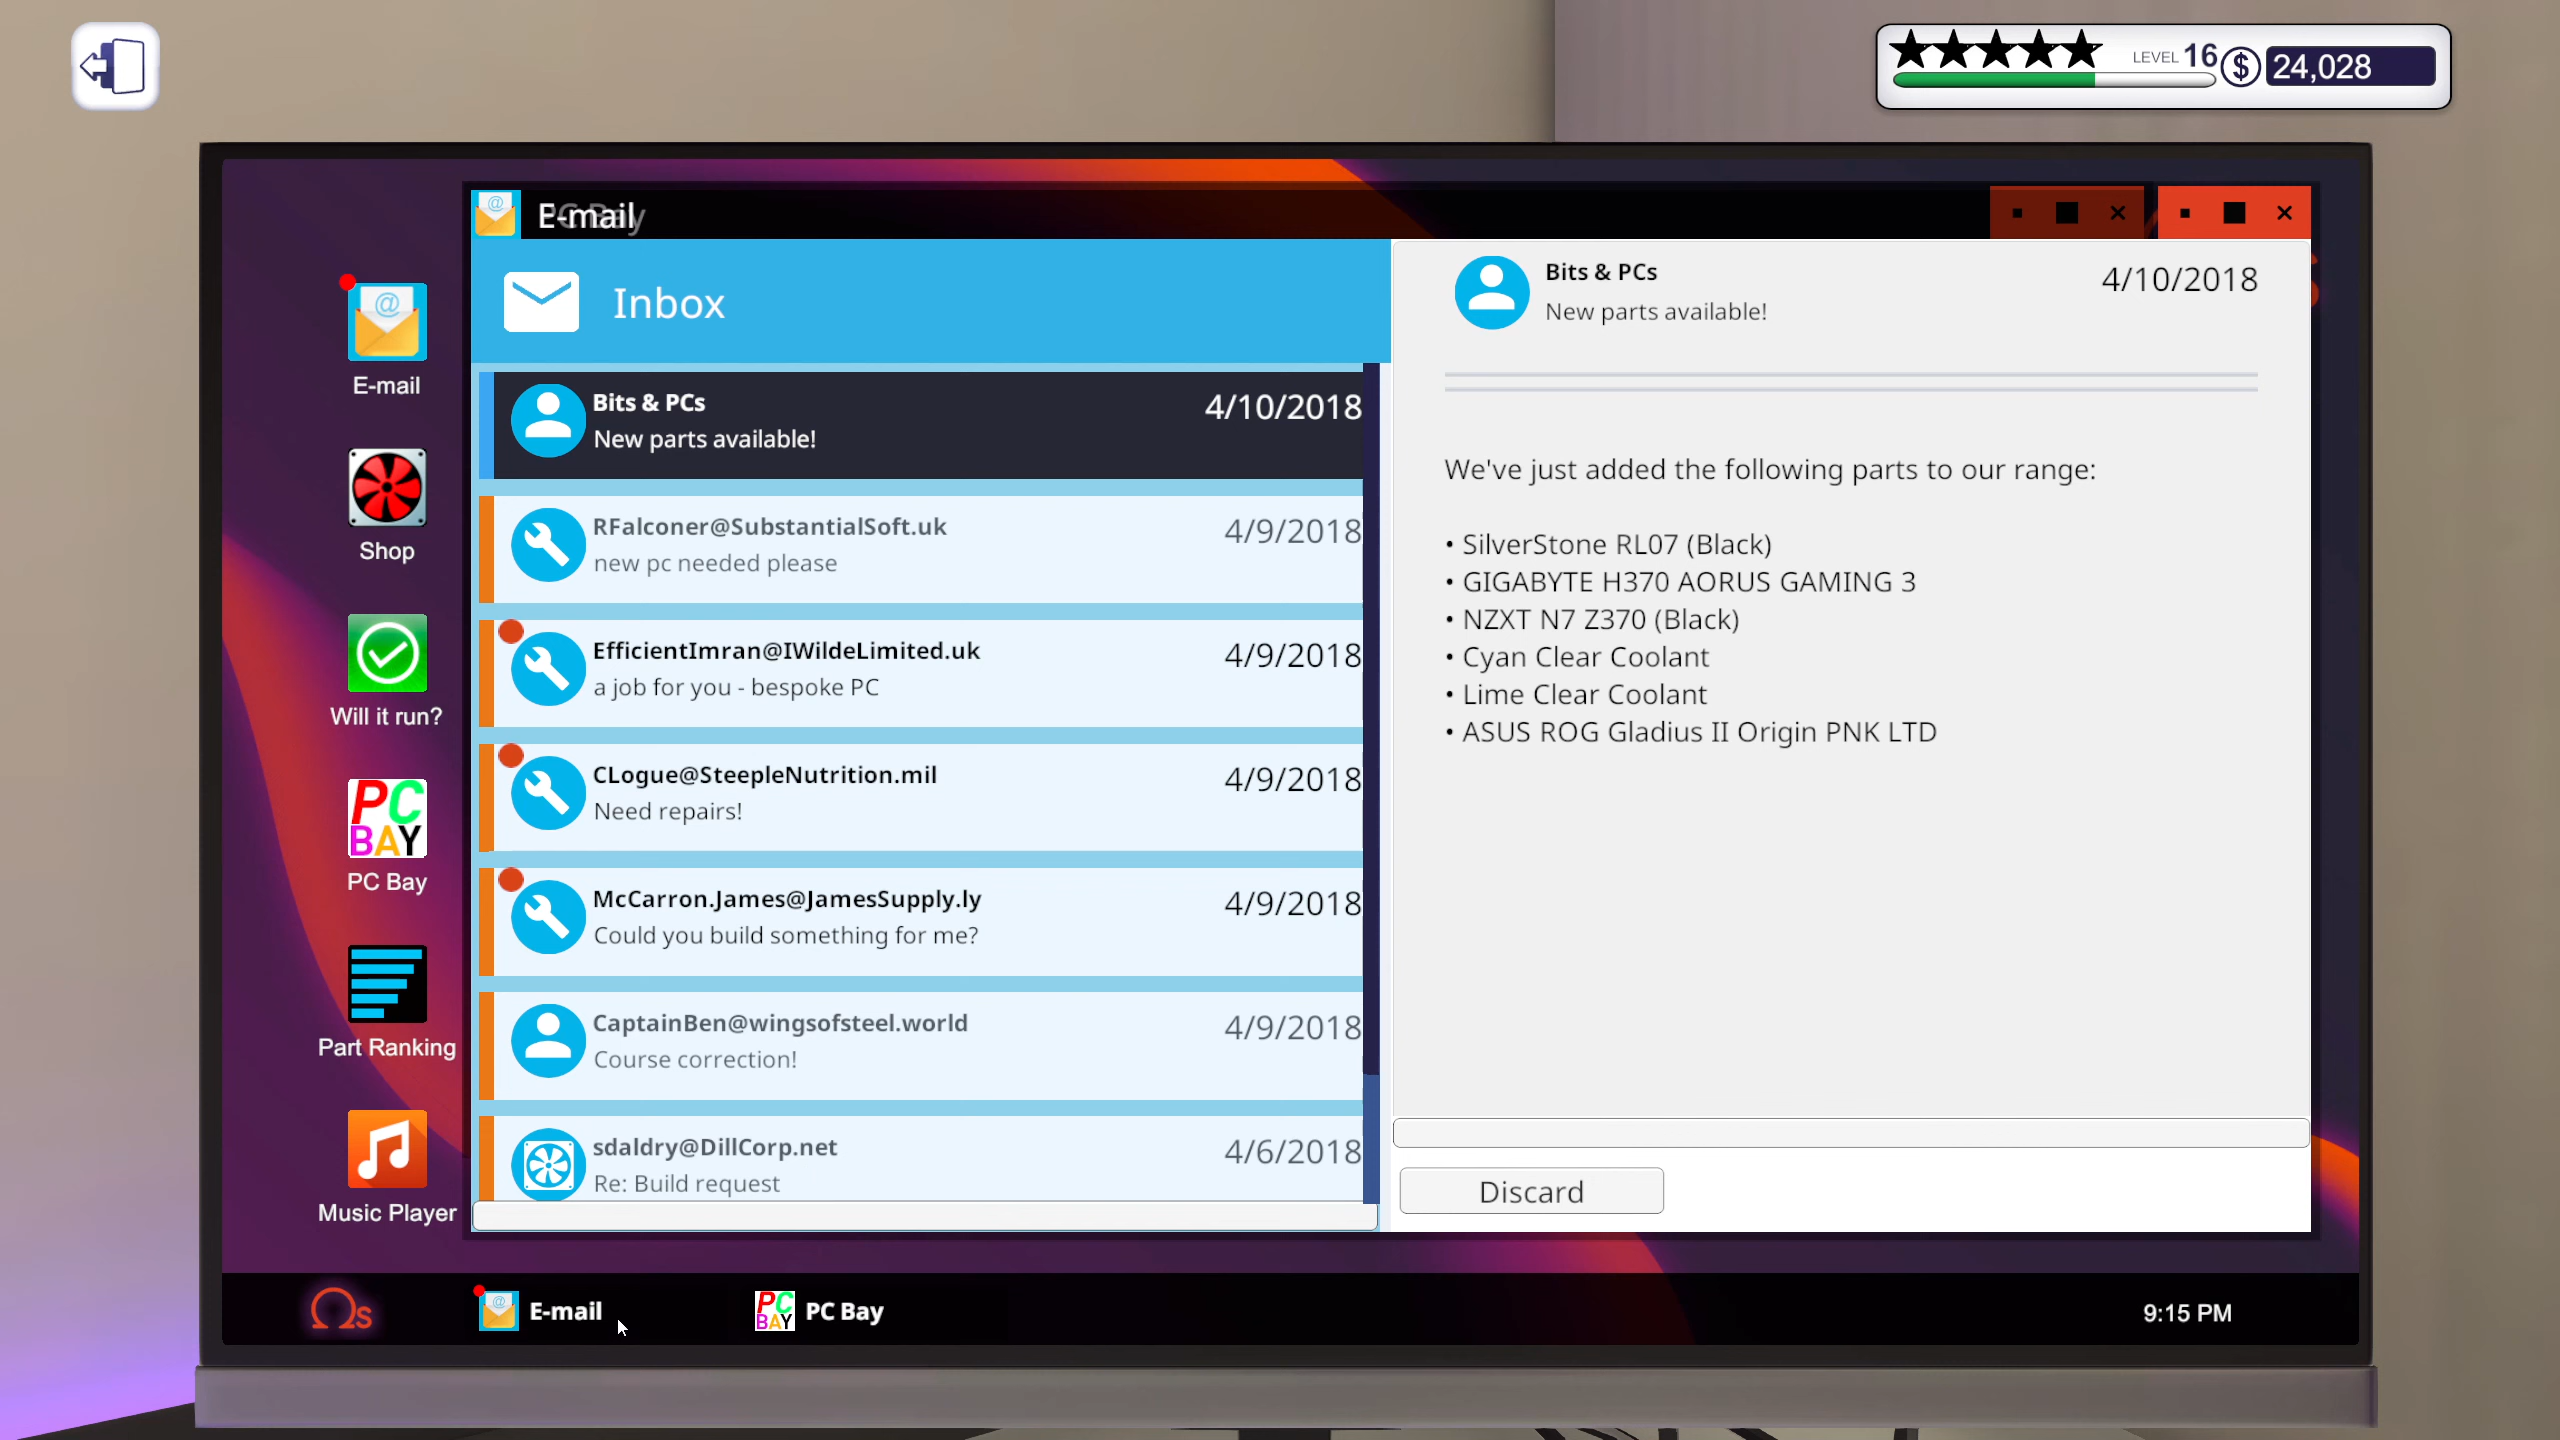 LEVEL 16
$ 24,028
E-mail
Inbox
Bits & PCs
4/10/2018
New parts available!
RFalconer@SubstantialSoft.uk
4/9/2018
new pc needed please
EfficientImran@IWildeLimited.uk
4/9/2018
a job for you - bespoke PC
CLogue@SteepleNutrition.mil
4/9/2018
Need repairs!
McCarron.James@JamesSupply.ly
4/9/2018
Could you build something for me?
CaptainBen@wingsofsteel.world
4/9/2018
Course correction!
sdaldry@DillCorp.net
4/6/2018
Re: Build request
Bits & PCs
4/10/2018
New parts available!
We've just added the following parts to our range:
• SilverStone RL07 (Black)
• GIGABYTE H370 AORUS GAMING 3
• NZXT N7 Z370 (Black)
• Cyan Clear Coolant
• Lime Clear Coolant
• ASUS ROG Gladius II Origin PNK LTD
Discard
E-mail
Shop
Will it run?
PC
BAY
PC Bay
Part Ranking
Music Player
Ωs
E-mail
PC
BAY
PC Bay
9:15 PM